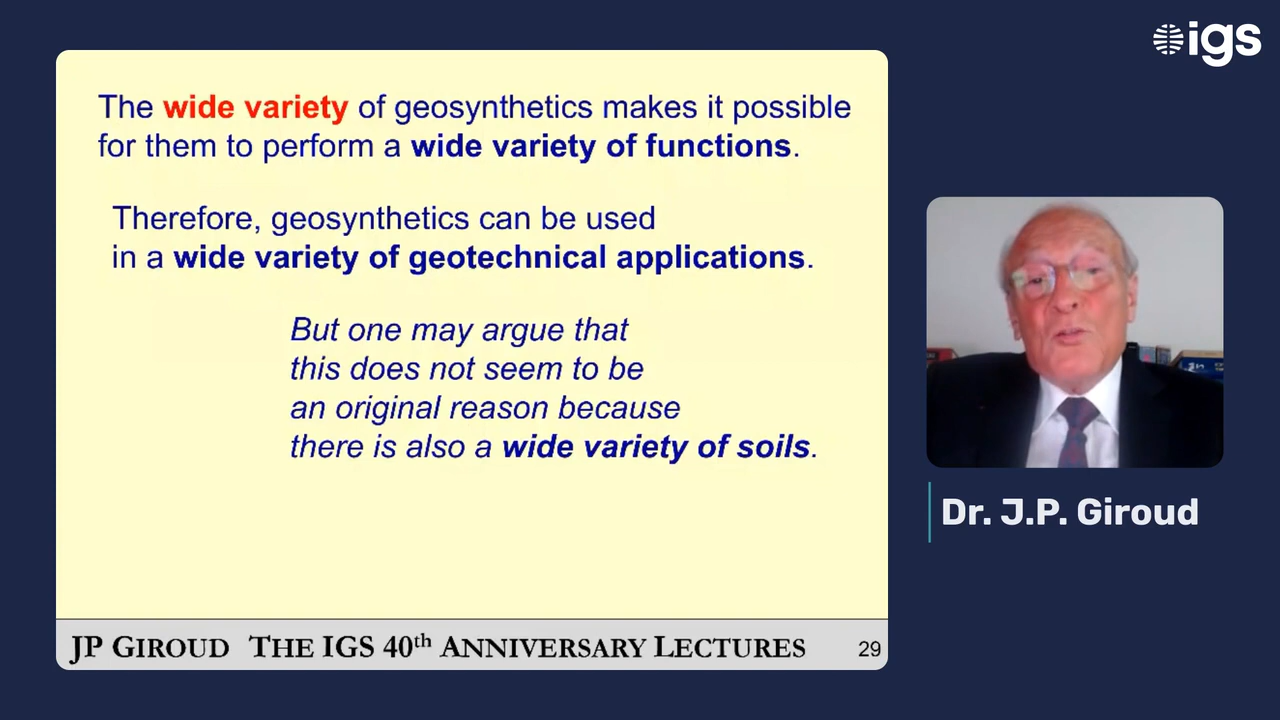 igs
The wide variety of geosynthetics makes it possible
for them to perform a wide variety of functions.
Therefore, geosynthetics can be used
in a wide variety of geotechnical applications.
But one may argue that
this does not seem to be
an original reason because
there is also a wide variety of soils.
Dr. J.P. Giroud
JP GIROUD THE IGS 40th ANNIVERSARY LECTURES 29